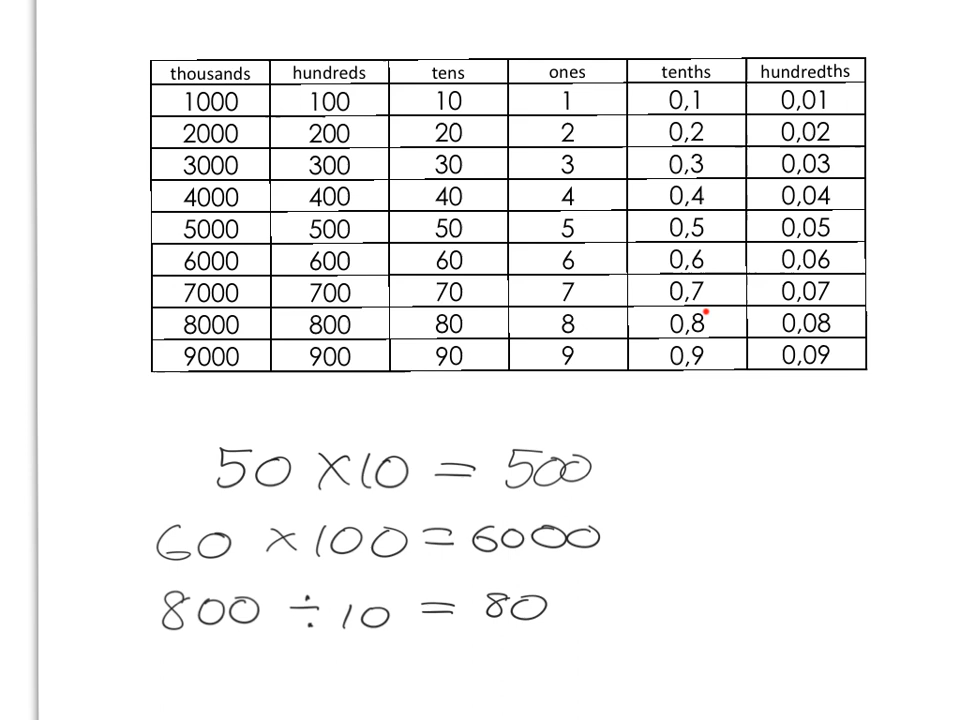 thousands hundreds tens ones tenths hundredths
1000 100 10 1 0,1 0,01
2000 200 20 2 0,2 0,02
3000 300 30 3 0,3 0,03
4000 400 40 4 0,4 0,04
5000 500 50 5 0,5 0,05
6000 600 60 6 0,6 0,06
7000 700 70 7 0,7 0,07
8000 800 80 8 0,8 0,08
9000 900 90 9 0,9 0,09
50 × 10 = 500
60 × 100 = 6000
800 ÷ 10 = 80